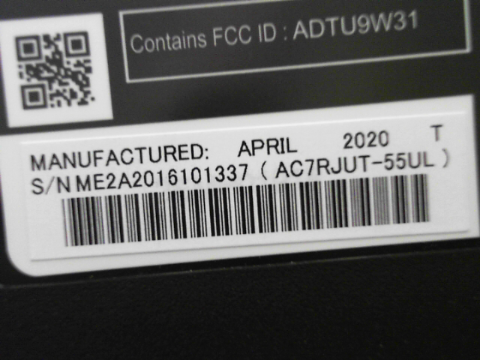 Contains FCC ID : ADTU9W31
MANUFACTURED: APRIL 2020 T
S/N ME2A2016101337 ( AC7RJUT-55UL )